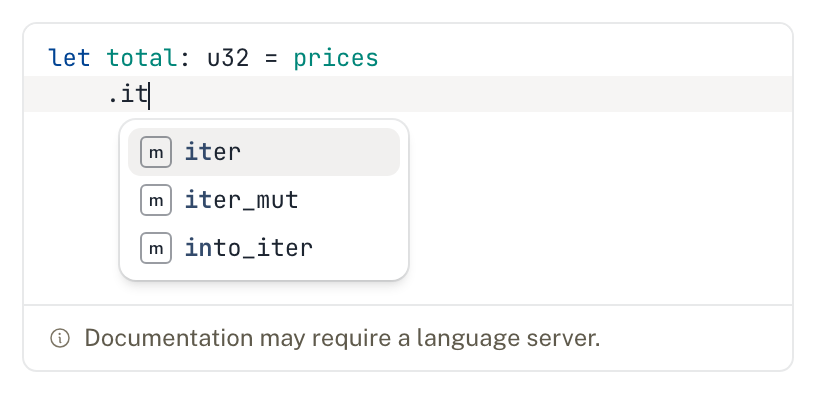 let total: u32 = prices
.it
m iter
m iter_mut
m into_iter
Documentation may require a language server.